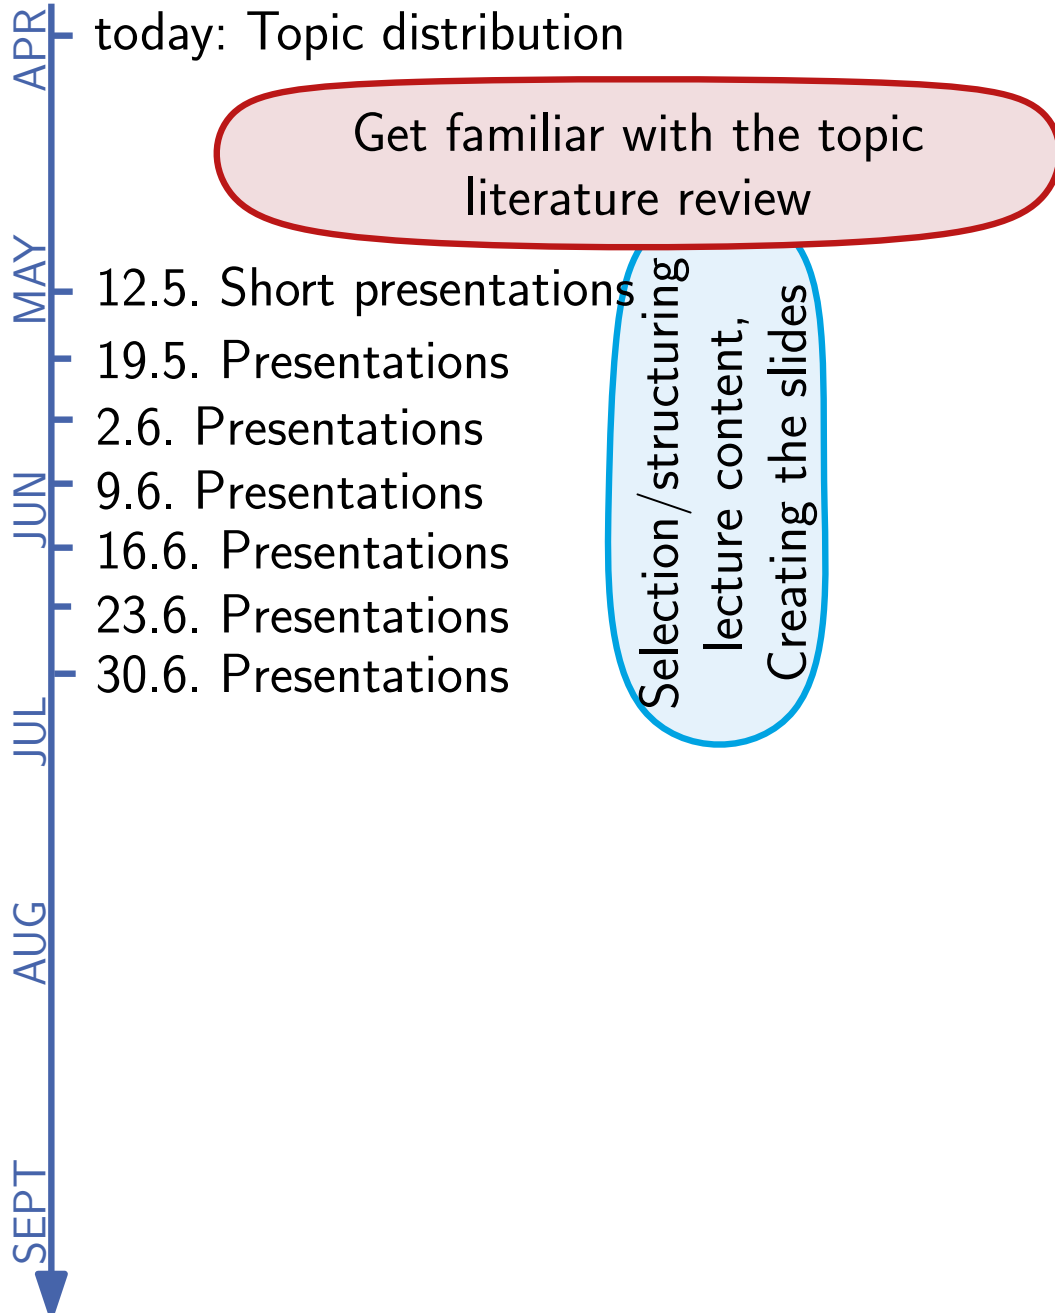 APR
today: Topic distribution
Get familiar with the topic
literature review
MAY
12.5. Short presentations
19.5. Presentations
2.6. Presentations
JUN
9.6. Presentations
16.6. Presentations
23.6. Presentations
30.6. Presentations
Selection/structuring
lecture content,
Creating the slides
JUL
AUG
SEPT